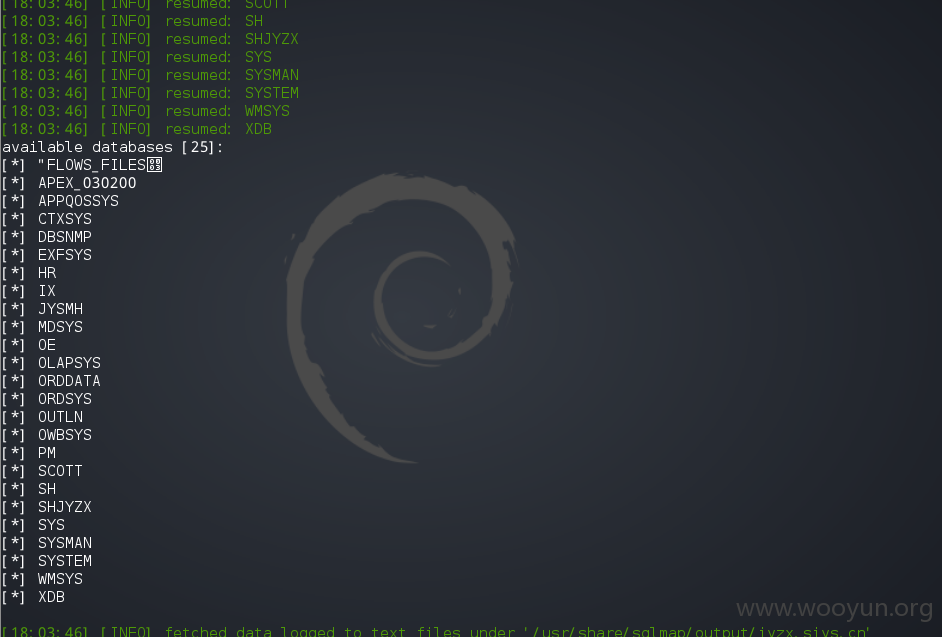 [18:03:46] [INFO] resumed: SCOTT
[18:03:46] [INFO] resumed: SH
[18:03:46] [INFO] resumed: SHJYZX
[18:03:46] [INFO] resumed: SYS
[18:03:46] [INFO] resumed: SYSMAN
[18:03:46] [INFO] resumed: SYSTEM
[18:03:46] [INFO] resumed: WMSYS
[18:03:46] [INFO] resumed: XDB
available databases [25]:
[*] "FLOWS_FILES
[*] APEX_030200
[*] APPQOSSYS
[*] CTXSYS
[*] DBSNMP
[*] EXFSYS
[*] HR
[*] IX
[*] JYSMH
[*] MDSYS
[*] OE
[*] OLAPSYS
[*] ORDDATA
[*] ORDSYS
[*] OUTLN
[*] OWBSYS
[*] PM
[*] SCOTT
[*] SH
[*] SHJYZX
[*] SYS
[*] SYSMAN
[*] SYSTEM
[*] WMSYS
[*] XDB
www.wooyun.org
[18:03:46] [INFO] fetched data logged to text files under '/usr/share/sqlmap/output/jyzx.sjys.cn'